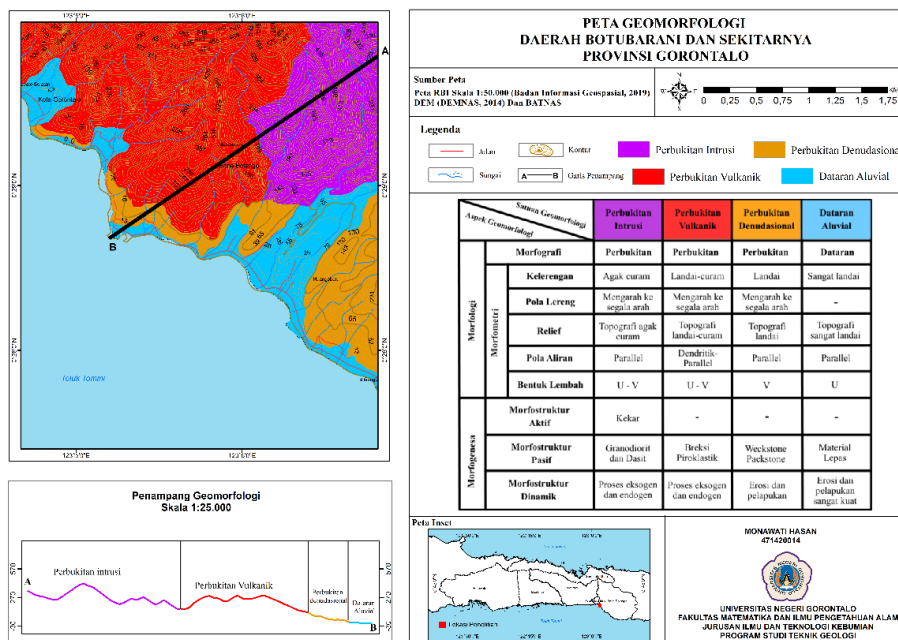 PETA GEOMORFOLOGI
DAERAH BOTUBARANI DAN SEKITARNYA
PROVINSI GORONTALO
Sumber Peta
Peta RBI Skala 1:50.000 (Badan Informasi Geospasial, 2019)
DEM (DEMNAS, 2014) Dan BATNAS
0 0,25 0,5 1 1,25 1,5 1,75
Legenda
Jalan
Kontur
Perbukitan Intrusi
Perbukitan Denudasional
Sungai
A B Garis Penampang
Perbukitan Vulkanik
Dataran Aluvial
Satuan Geomorfologi
Aspek Geomorfologi
Perbukitan Intrusi
Perbukitan Vulkanik
Perbukitan Denudasional
Dataran Aluvial
Morfologi
Morfografi Perbukitan Perbukitan Perbukitan Dataran
Morfometri
Kelerengan Agak curam Landai-curam Landai Sangat landai
Pola Lereng Mengarah ke segala arah Mengarah ke segala arah Mengarah ke segala arah -
Relief Topografi agak curam Topografi landai-curam Topografi landai Topografi sangat landai
Pola Aliran Parallel Dendritik-Parallel Parallel Parallel
Bentuk Lembah U - V U - V V U
Morfogenesa
Morfostruktur Aktif Kekar - - -
Morfostruktur Pasif Granodiorit dan Dasit Breksi Piroklastik Weckstone Packstone Material Lepas
Morfostruktur Dinamik Proses eksogen dan endogen Proses eksogen dan endogen Erosi dan pelapukan Erosi dan pelapukan sangat kuat
A
B
Teluk Tomini
Penampang Geomorfologi
Skala 1:25.000
570
270
A
Perbukitan intrusi
Perbukitan Vulkanik
Perbukitan denudasional
Dataran Aluvial
570
270
B
Peta Inset
Lokasi Penelitian
MONAWATI HASAN
471420014
UNIVERSITAS NEGERI GORONTALO
FAKULTAS MATEMATIKA DAN ILMU PENGETAHUAN ALAM
JURUSAN ILMU DAN TEKNOLOGI KEBUMIAN
PROGRAM STUDI TEKNIK GEOLOGI